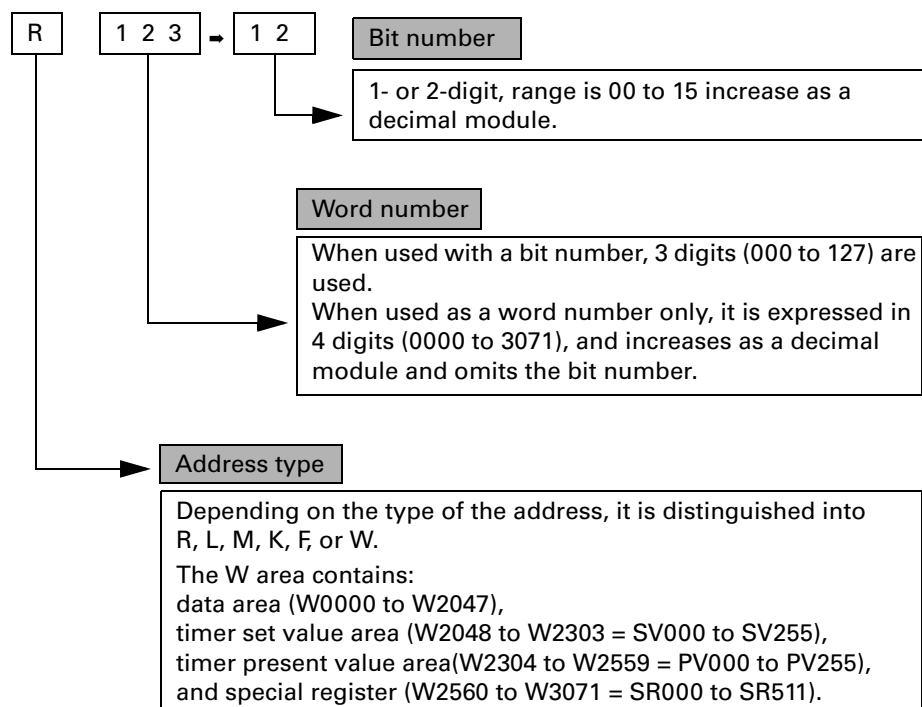 R 1 2 3 ➡ 1 2
Bit number
1- or 2-digit, range is 00 to 15 increase as a
decimal module.
Word number
When used with a bit number, 3 digits (000 to 127) are
used.
When used as a word number only, it is expressed in
4 digits (0000 to 3071), and increases as a decimal
module and omits the bit number.
Address type
Depending on the type of the address, it is distinguished into
R, L, M, K, F, or W.
The W area contains:
data area (W0000 to W2047),
timer set value area (W2048 to W2303 = SV000 to SV255),
timer present value area(W2304 to W2559 = PV000 to PV255),
and special register (W2560 to W3071 = SR000 to SR511).